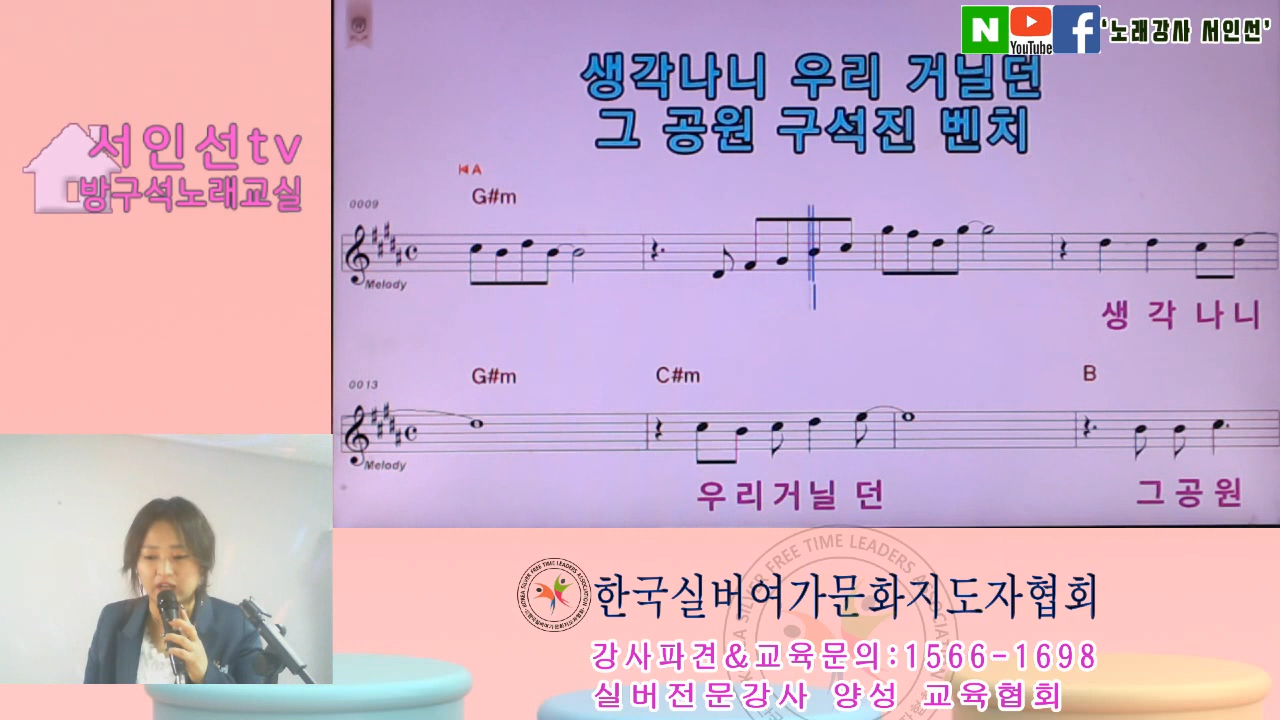 N YouTube f '노래강사 서인선'
서인선tv
방구석노래교실
생각나니 우리 거닐던
그 공원 구석진 벤치
A
G#m
0009
Melody
생 각 나 니
G#m C#m B
0013
Melody
우 리 거 닐 던 그 공 원
한국실버여가문화지도자협회
강사파견&교육문의:1566-1698
실버전문강사 양성 교육협회